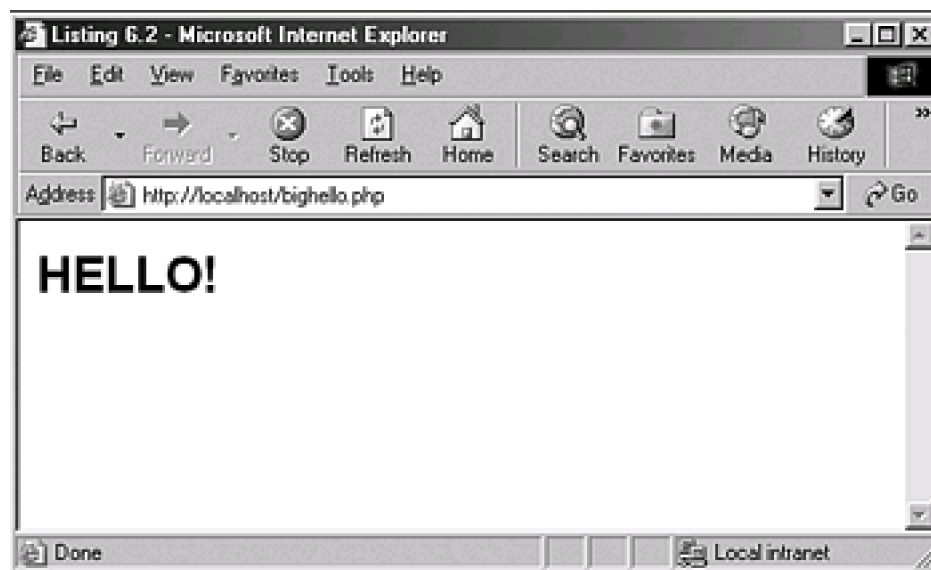 Listing 6.2 - Microsoft Internet Explorer
File Edit View Favorites Tools Help
Back Forward Stop Refresh Home Search Favorites Media History »
Address http://localhost/bighello.php Go
HELLO!
Done Local intranet